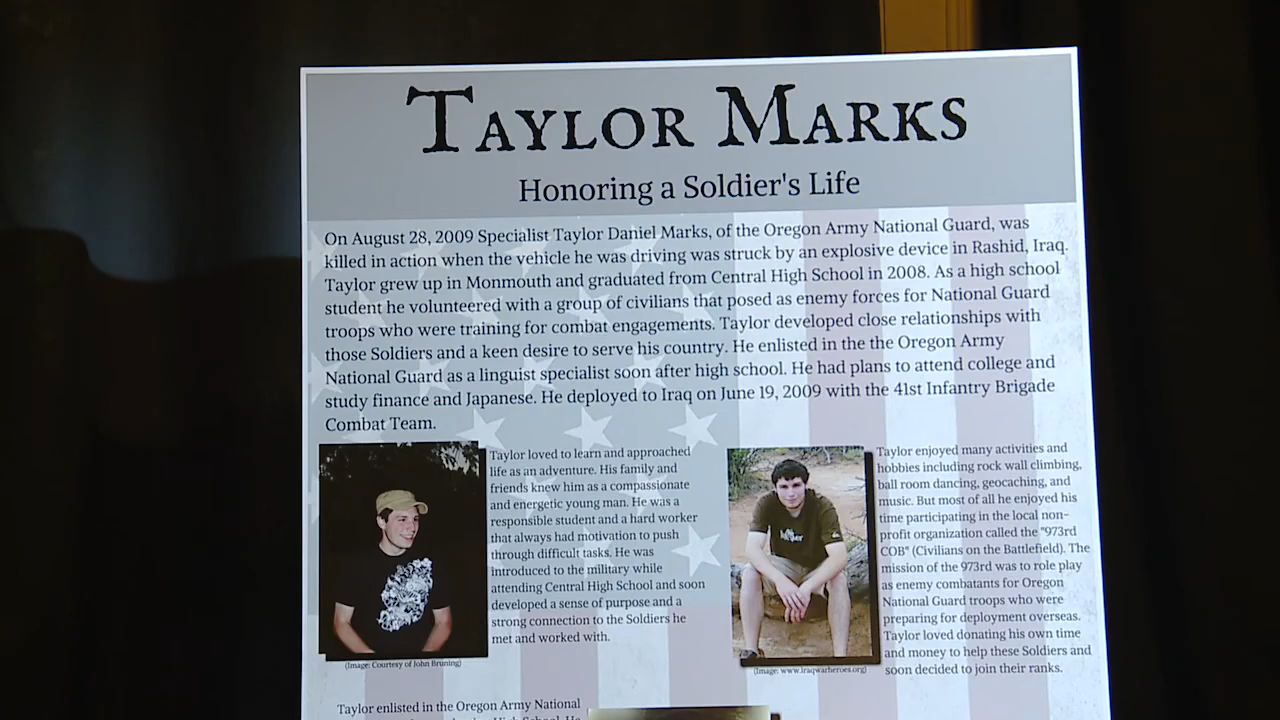 TAYLOR MARKS
Honoring a Soldier's Life
On August 28, 2009 Specialist Taylor Daniel Marks, of the Oregon Army National Guard, was
killed in action when the vehicle he was driving was struck by an explosive device in Rashid, Iraq.
Taylor grew up in Monmouth and graduated from Central High School in 2008. As a high school
student he volunteered with a group of civilians that posed as enemy forces for National Guard
troops who were training for combat engagements. Taylor developed close relationships with
those Soldiers and a keen desire to serve his country. He enlisted in the the Oregon Army
National Guard as a linguist specialist soon after high school. He had plans to attend college and
study finance and Japanese. He deployed to Iraq on June 19, 2009 with the 41st Infantry Brigade
Combat Team.
Taylor loved to learn and approached
life as an adventure. His family and
friends knew him as a compassionate
and energetic young man. He was a
responsible student and a hard worker
that always had motivation to push
through difficult tasks. He was
introduced to the military while
attending Central High School and soon
developed a sense of purpose and a
strong connection to the Soldiers he
met and worked with.
(Image: Courtesy of John Bruning)
Taylor enjoyed many activities and
hobbies including rock wall climbing,
ball room dancing, geocaching, and
music. But most of all he enjoyed his
time participating in the local non-
profit organization called the "973rd
COB" (Civilians on the Battlefield). The
mission of the 973rd was to role play
as enemy combatants for Oregon
National Guard troops who were
preparing for deployment overseas.
Taylor loved donating his own time
and money to help these Soldiers and
soon decided to join their ranks.
(Image: www.Iraqwarheroes.org)
Taylor enlisted in the Oregon Army National